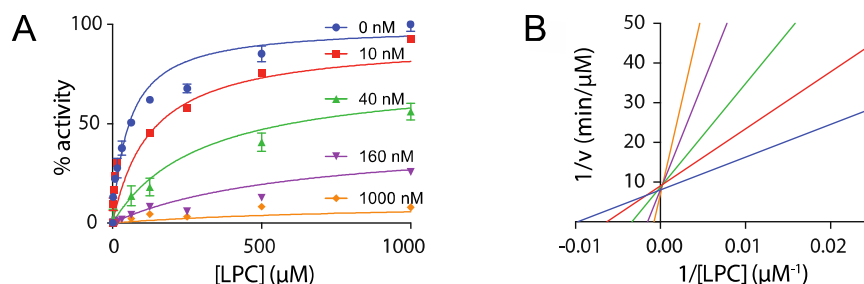 A
% activity
100
50
0
0
500
1000
[LPC] (μM)
0 nM
10 nM
40 nM
160 nM
1000 nM
B
1/v (min/μM)
50
40
30
20
10
-0.01
0.00
0.01
0.02
1/[LPC] (μM⁻¹)